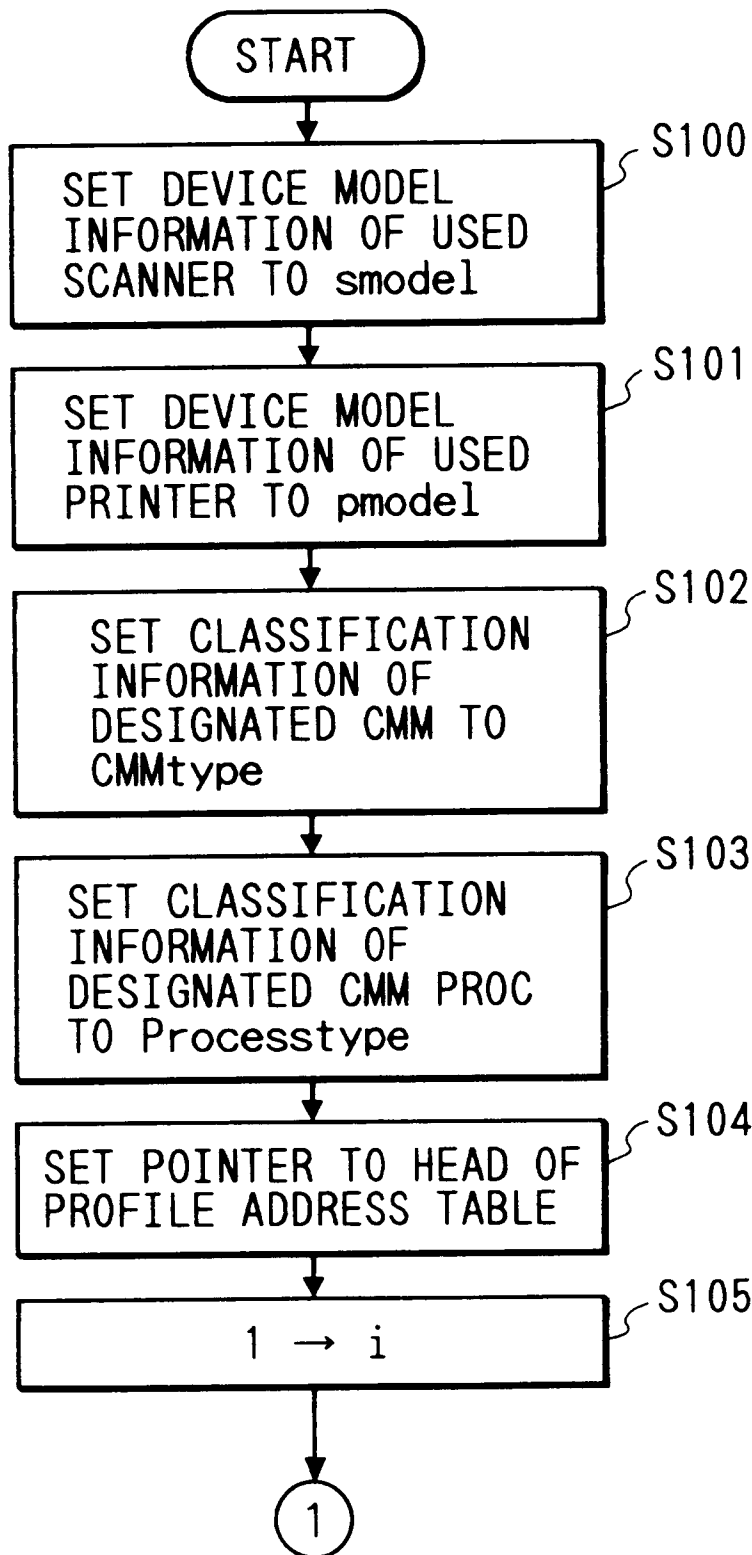 START
S100
SET DEVICE MODEL
INFORMATION OF USED
SCANNER TO smodel
S101
SET DEVICE MODEL
INFORMATION OF USED
PRINTER TO pmodel
S102
SET CLASSIFICATION
INFORMATION OF
DESIGNATED CMM TO
CMMtype
S103
SET CLASSIFICATION
INFORMATION OF
DESIGNATED CMM PROC
TO Processtype
S104
SET POINTER TO HEAD OF
PROFILE ADDRESS TABLE
S105
1 → i
1